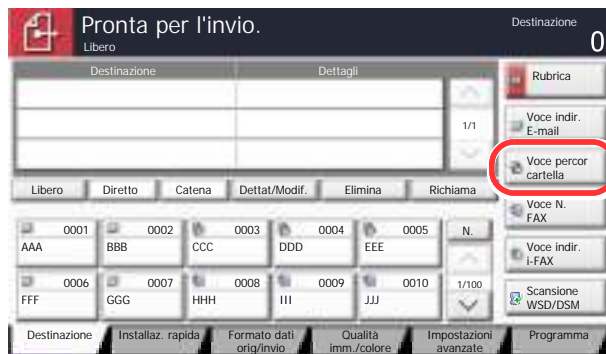 Pronta per l'invio.
Libero
Destinazione
0
Destinazione Dettagli
1/1
Rubrica
Voce indir.
E-mail
Voce percor
cartella
Voce N.
FAX
Voce indir.
i-FAX
Scansione
WSD/DSM
Libero Diretto Catena Dettat/Modif. Elimina Richiama
0001 0002 0003 0004 0005 N.
AAA BBB CCC DDD EEE
0006 0007 0008 0009 0010 1/100
FFF GGG HHH III JJJ
Destinazione
Installaz. rapida
Formato dati
orig/invio
Qualità
imm./colore
Impostazioni
avanzate
Programma